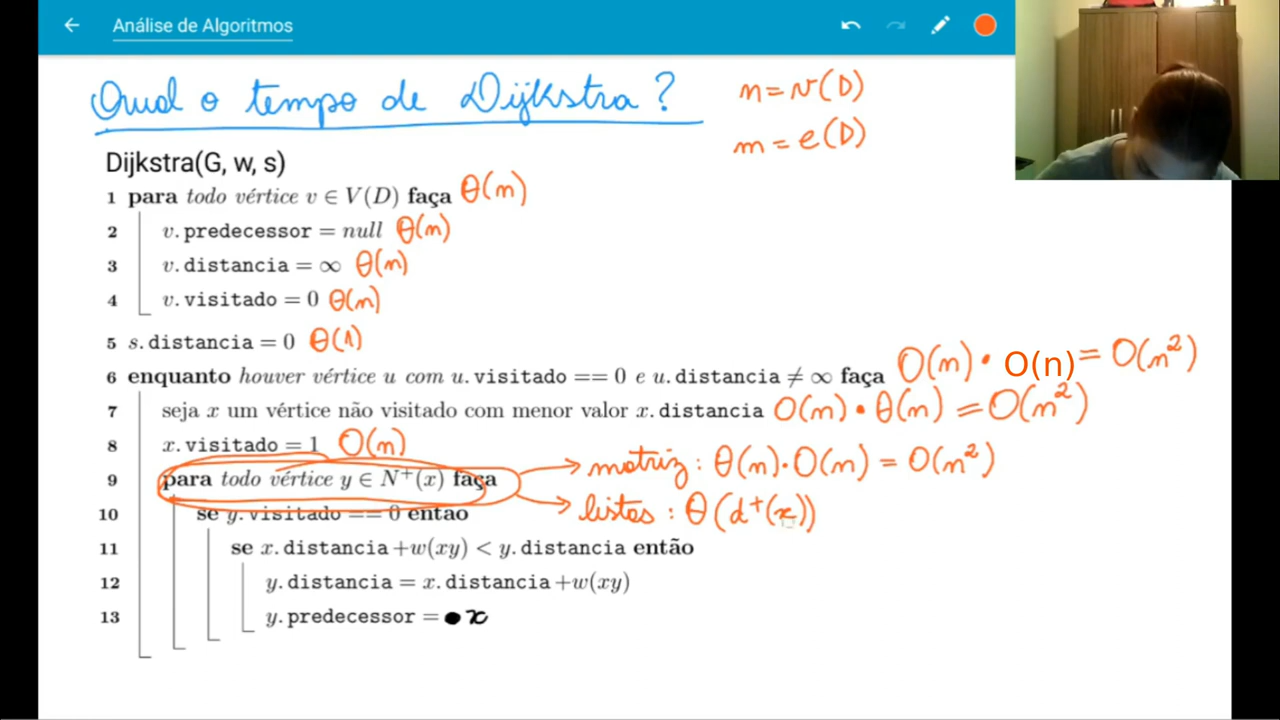 Análise de Algoritmos
Qual o tempo de Dijkstra?
n = v(D)
m = e(D)
Dijkstra(G, w, s)
1 para todo vértice v ∈ V(D) faça Θ(n)
2 v.predecessor = null Θ(n)
3 v.distancia = ∞ Θ(n)
4 v.visitado = 0 Θ(n)
5 s.distancia = 0 Θ(1)
6 enquanto houver vértice u com u.visitado == 0 e u.distancia ≠ ∞ faça O(n) · O(n) = O(n²)
7 seja x um vértice não visitado com menor valor x.distancia O(n) · Θ(n) = O(n²)
8 x.visitado = 1 O(n)
9 para todo vértice y ∈ N⁺(x) faça → matriz: Θ(n) · O(n) = O(n²)
→ listas: Θ(d⁺(x))
10 se y.visitado == 0 então
11 se x.distancia +w(xy) < y.distancia então
12 y.distancia = x.distancia +w(xy)
13 y.predecessor = x